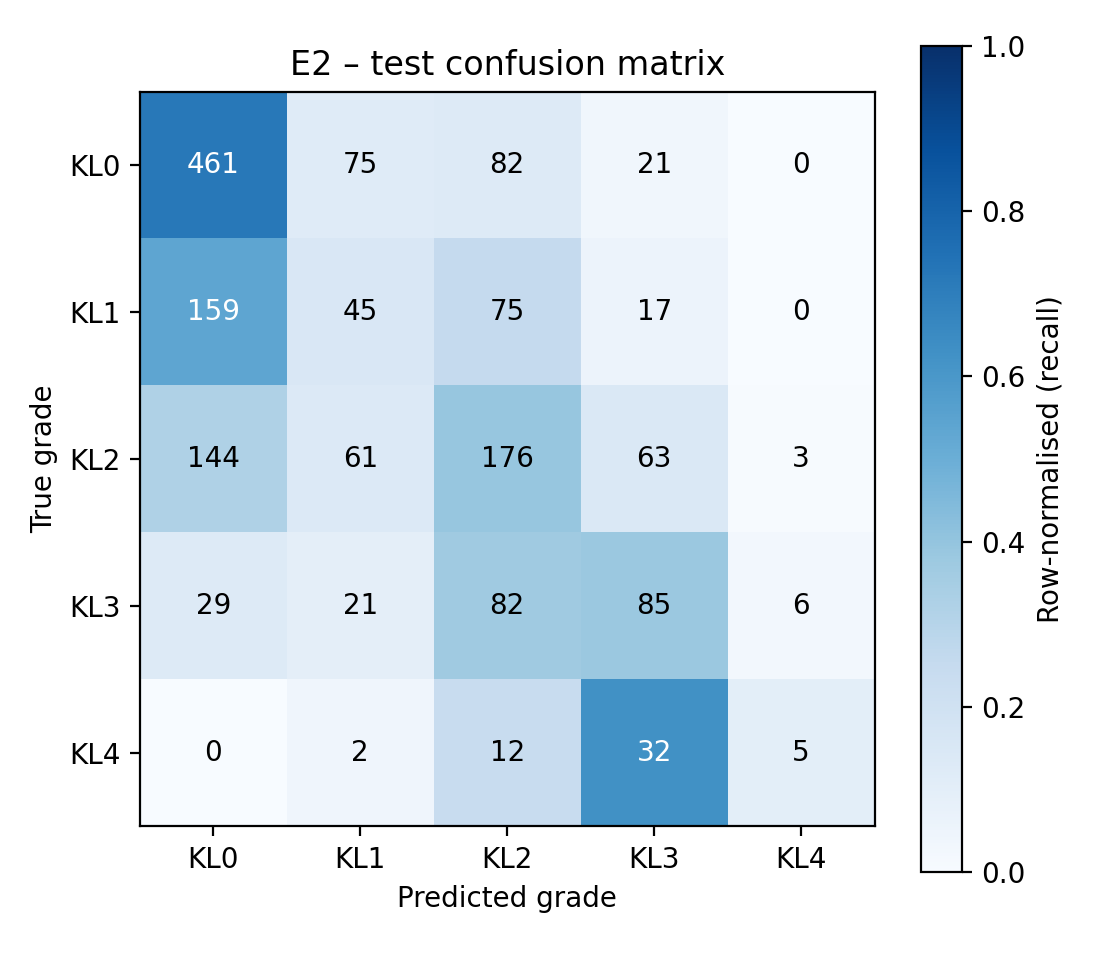 E2 – test confusion matrix
KL0 461 75 82 21 0
KL1 159 45 75 17 0
KL2 144 61 176 63 3
KL3 29 21 82 85 6
KL4 0 2 12 32 5
KL0 KL1 KL2 KL3 KL4
Predicted grade
True grade
1.0
0.8
0.6
0.4
0.2
0.0
Row-normalised (recall)